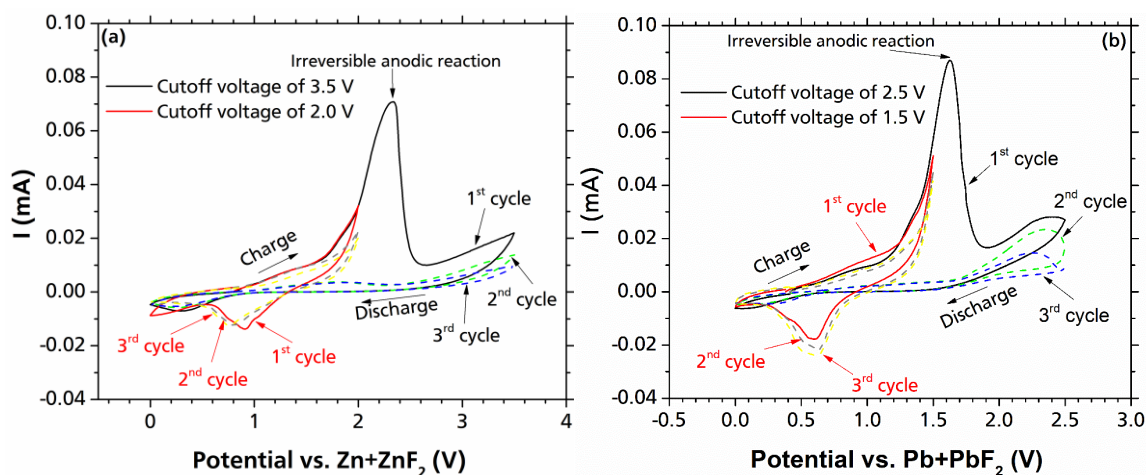 (a)
Irreversible anodic reaction
Cutoff voltage of 3.5 V
Cutoff voltage of 2.0 V
1st cycle
Charge
Discharge
2nd cycle
3rd cycle
3rd cycle
2nd cycle
1st cycle
I (mA)
0.10
0.08
0.06
0.04
0.02
0.00
-0.02
-0.04
0 1 2 3 4
Potential vs. Zn+ZnF2 (V)
(b)
Irreversible anodic reaction
Cutoff voltage of 2.5 V
Cutoff voltage of 1.5 V
1st cycle
2nd cycle
1st cycle
Charge
Discharge
3rd cycle
2nd cycle
3rd cycle
I (mA)
0.10
0.08
0.06
0.04
0.02
0.00
-0.02
-0.04
0.0 0.5 1.0 1.5 2.0 2.5 3.0
Potential vs. Pb+PbF2 (V)